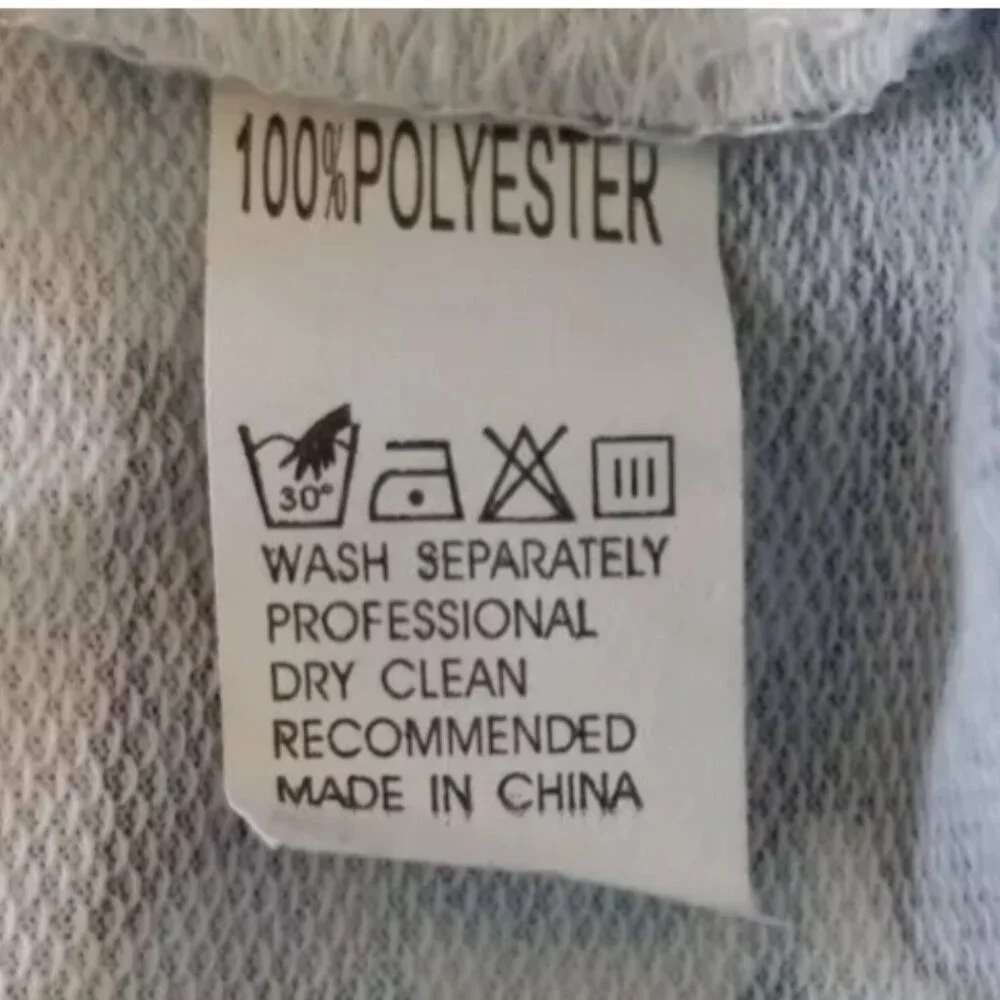 100%POLYESTER
30°
WASH SEPARATELY
PROFESSIONAL
DRY CLEAN
RECOMMENDED
MADE IN CHINA